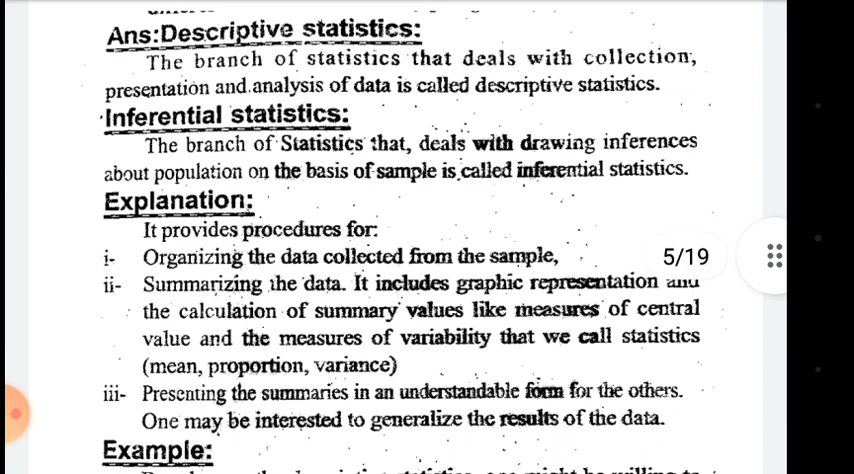 Ans:Descriptive statistics:
The branch of statistics that deals with collection,
presentation and analysis of data is called descriptive statistics.
Inferential statistics:
The branch of Statistics that, deals with drawing inferences
about population on the basis of sample is called inferential statistics.
Explanation:
It provides procedures for:
i- Organizing the data collected from the sample,
5/19
ii- Summarizing the data. It includes graphic representation and
the calculation of summary values like measures of central
value and the measures of variability that we call statistics
(mean, proportion, variance)
iii- Presenting the summaries in an understandable form for the others.
One may be interested to generalize the results of the data.
Example: